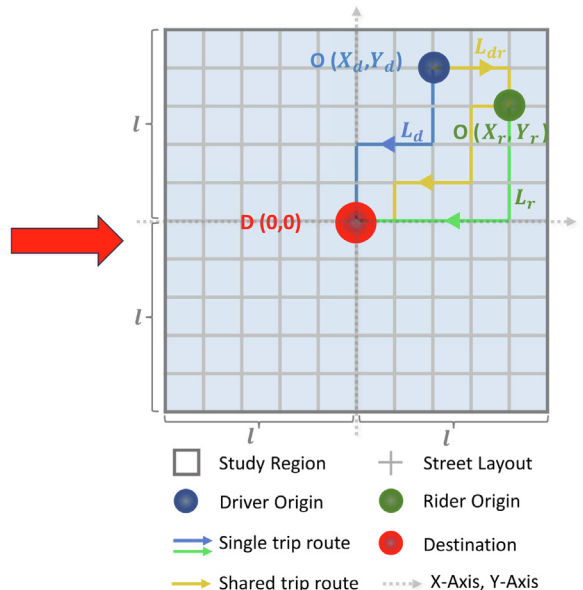 O (X_d,Y_d)
L_dr
l
O (X_r,Y_r)
L_d
L_r
D (0,0)
l
l
l
Study Region
Street Layout
Driver Origin
Rider Origin
Single trip route
Destination
Shared trip route
X-Axis, Y-Axis